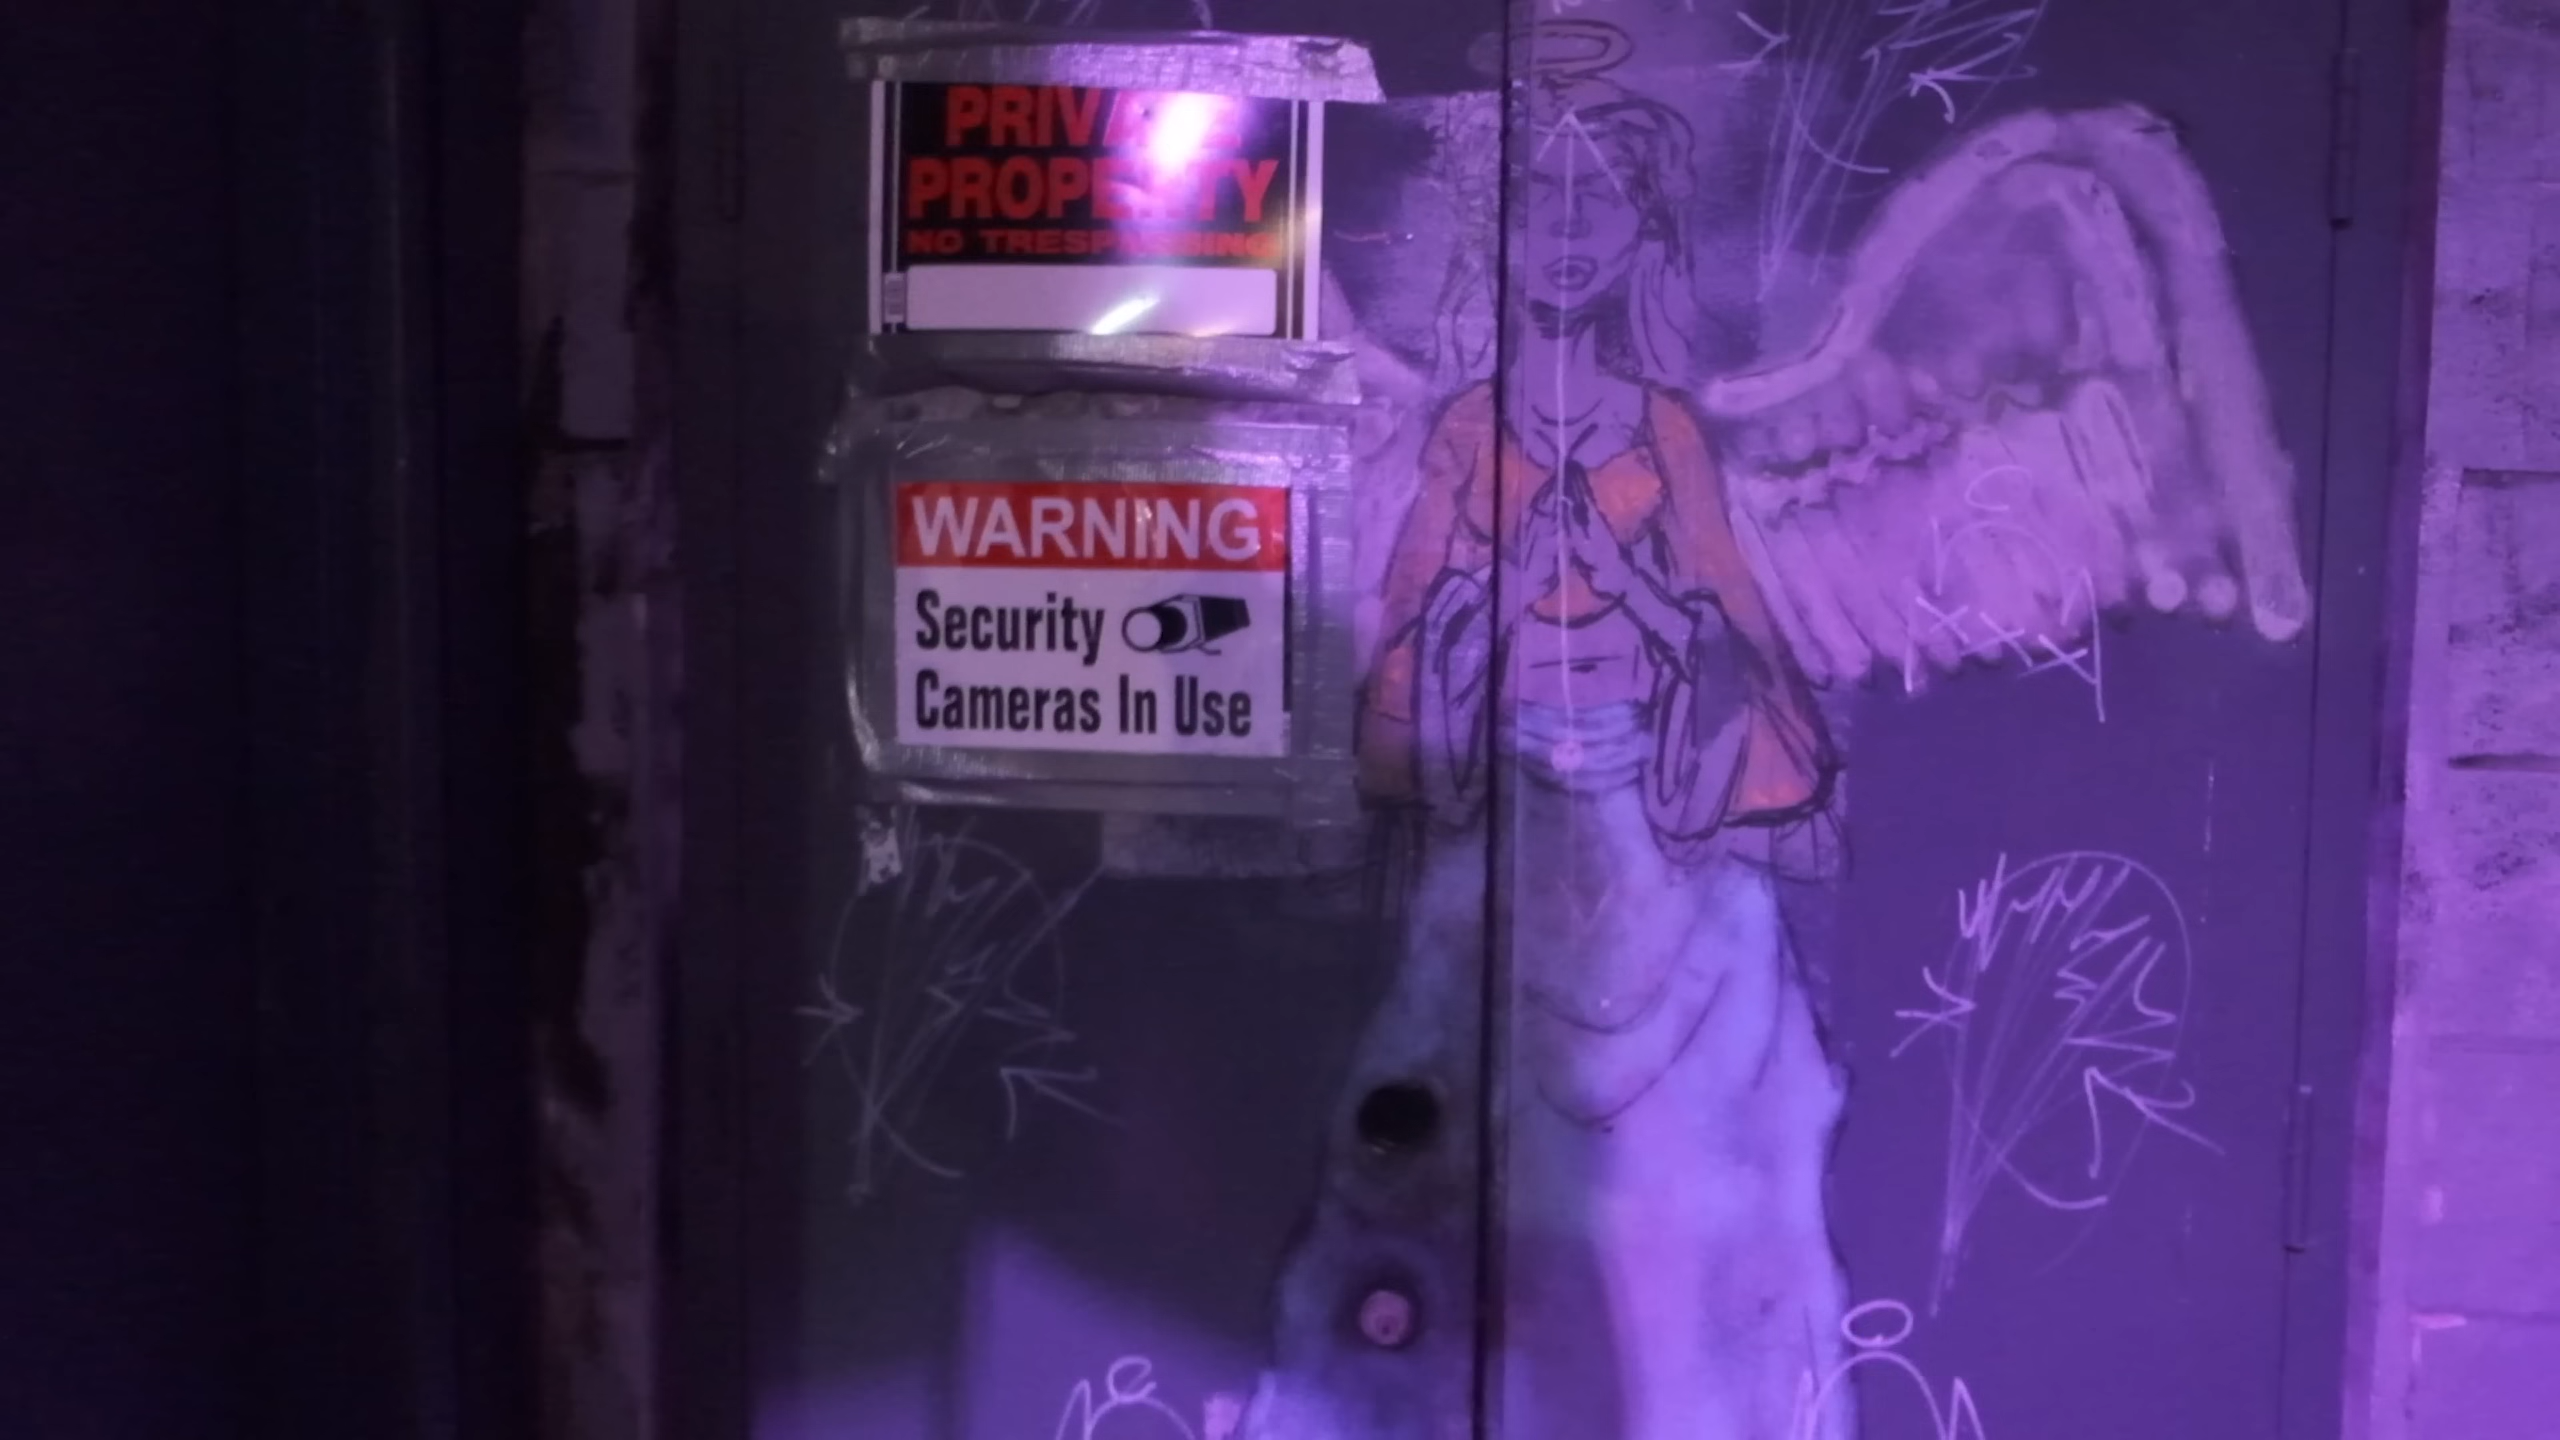 PRIVATE
PROPERTY
NO TRESPASSING
WARNING
Security
Cameras In Use